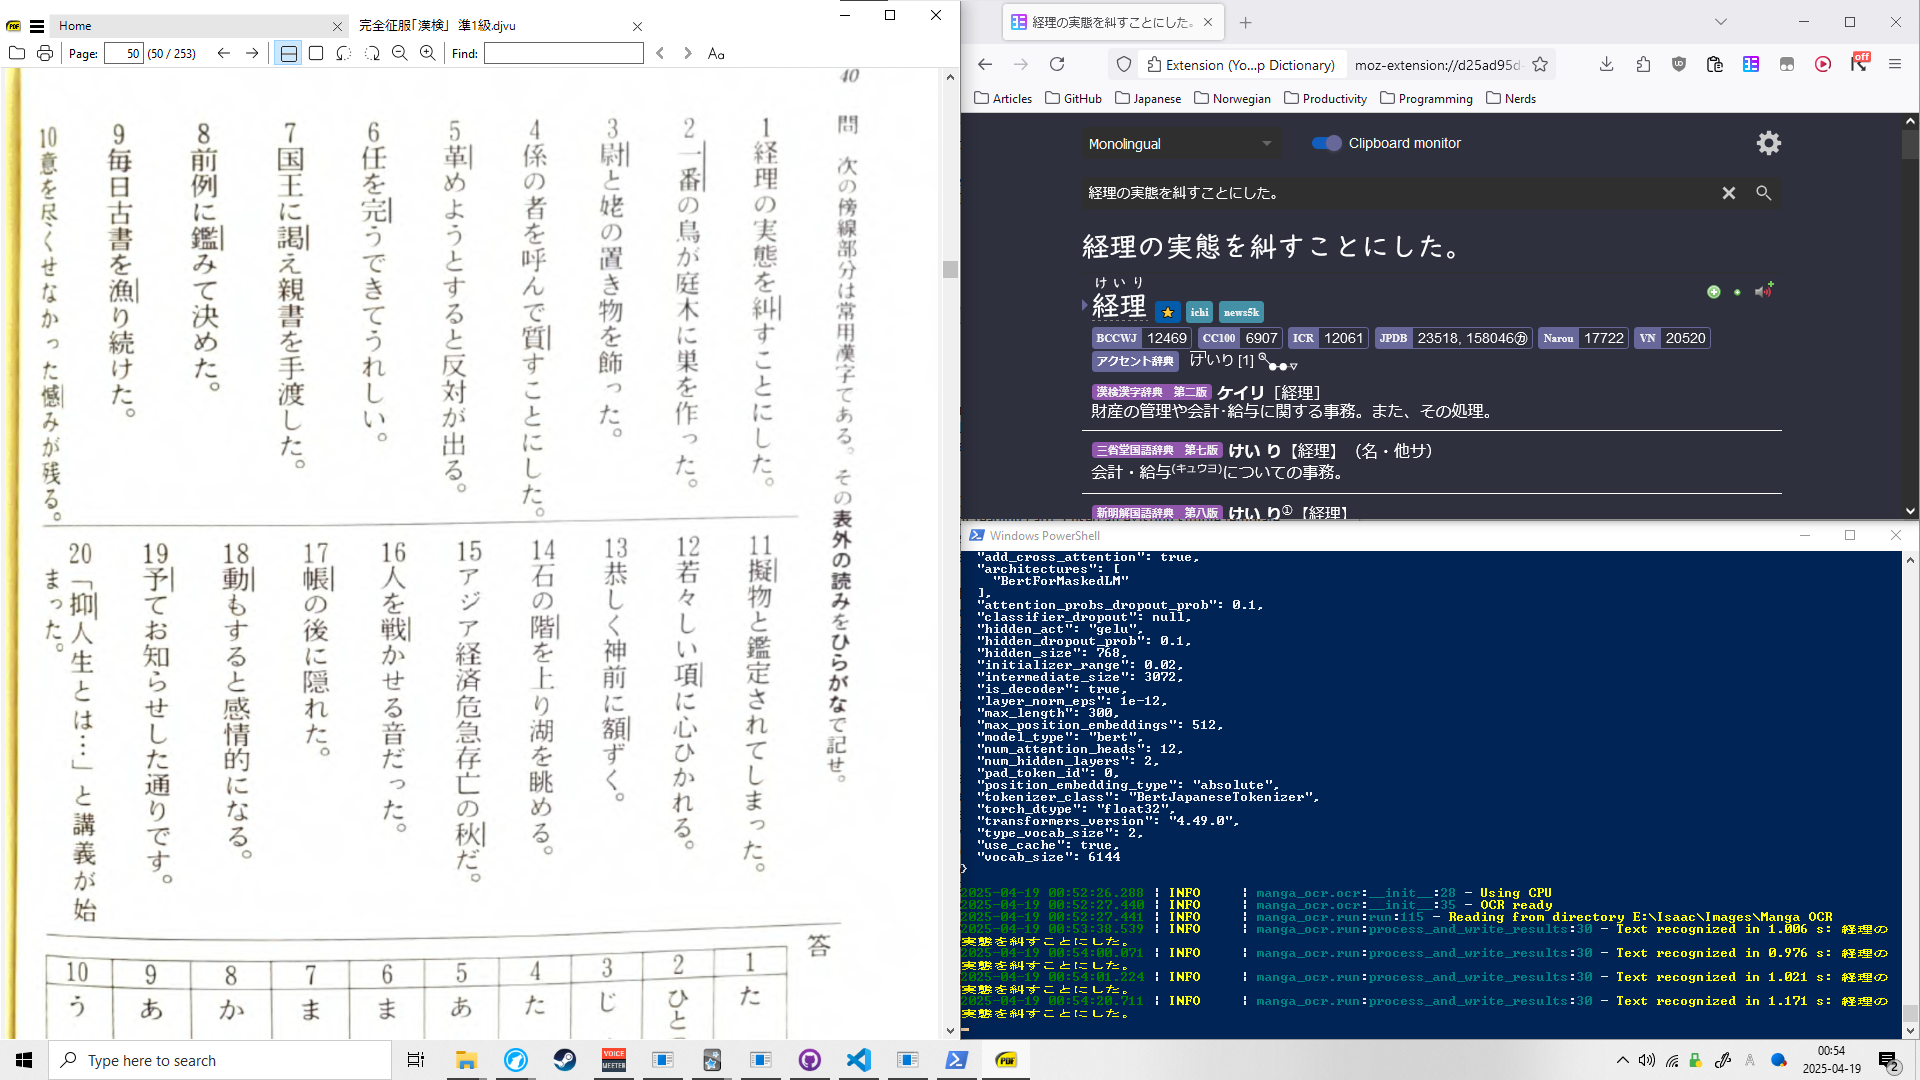 Home
完全征服「漢検」 準1級.djvu
Page: 50 (50 / 253)
Find:
Aa
40
問 次の傍線部分は常用漢字である。その表外の読みをひらがなで記せ。
1 経理の実態を糾すことにした。
2 一番の鳥が庭木に巣を作った。
3 尉と姥の置き物を飾った。
4 係の者を呼んで質すことにした。
5 革めようとすると反対が出る。
6 任を完うできてうれしい。
7 国王に謁え親書を手渡した。
8 前例に鑑みて決めた。
9 毎日古書を漁り続けた。
10 意を尽くせなかった憾みが残る。
11 擬物と鑑定されてしまった。
12 若々しい項に心ひかれる。
13 恭しく神前に額ずく。
14 石の階を上り湖を眺める。
15 アジア経済危急存亡の秋だ。
16 人を戦かせる音だった。
17 帳の後に隠れた。
18 動もすると感情的になる。
19 予てお知らせした通りです。
20 「抑人生とは…」と講義が始
まった。
答
10 9 8 7 6 5 4 3 2 1
う あ か ま ま あ た じ ひと た
経理の実態を糾すことにした。
Extension (Yo...p Dictionary)
moz-extension://d25ad95d-
off
Articles GitHub Japanese Norwegian Productivity Programming Nerds
Monolingual
Clipboard monitor
経理の実態を糾すことにした。
経理の実態を糾すことにした。
けいり
経理 ichi news5k
BCCWJ 12469 CC100 6907 ICR 12061 JPDB 23518, 158046㋕ Narou 17722 VN 20520
アクセント辞典 けいり [1]
漢検漢字辞典 第二版 ケイリ［経理］
財産の管理や会計・給与に関する事務。また、その処理。
三省堂国語辞典 第七版 けい り【経理】（名・他サ）
会計・給与(キュウヨ)についての事務。
新明解国語辞典 第八版 けい り①【経理】
Windows PowerShell
"add_cross_attention": true,
"architectures": [
"BertForMaskedLM"
],
"attention_probs_dropout_prob": 0.1,
"classifier_dropout": null,
"hidden_act": "gelu",
"hidden_dropout_prob": 0.1,
"hidden_size": 768,
"initializer_range": 0.02,
"intermediate_size": 3072,
"is_decoder": true,
"layer_norm_eps": 1e-12,
"max_length": 300,
"max_position_embeddings": 512,
"model_type": "bert",
"num_attention_heads": 12,
"num_hidden_layers": 2,
"pad_token_id": 0,
"position_embedding_type": "absolute",
"tokenizer_class": "BertJapaneseTokenizer",
"torch_dtype": "float32",
"transformers_version": "4.49.0",
"type_vocab_size": 2,
"use_cache": true,
"vocab_size": 6144
}
2025-04-19 00:52:26.288 | INFO | manga_ocr.ocr:__init__:28 - Using CPU
2025-04-19 00:52:27.440 | INFO | manga_ocr.ocr:__init__:35 - OCR ready
2025-04-19 00:52:27.441 | INFO | manga_ocr.run:run:115 - Reading from directory E:\Isaac\Images\Manga OCR
2025-04-19 00:53:38.539 | INFO | manga_ocr.run:process_and_write_results:30 - Text recognized in 1.006 s: 経理の
実態を糾すことにした。
2025-04-19 00:54:00.071 | INFO | manga_ocr.run:process_and_write_results:30 - Text recognized in 0.976 s: 経理の
実態を糾すことにした。
2025-04-19 00:54:01.224 | INFO | manga_ocr.run:process_and_write_results:30 - Text recognized in 1.021 s: 経理の
実態を糾すことにした。
2025-04-19 00:54:20.711 | INFO | manga_ocr.run:process_and_write_results:30 - Text recognized in 1.171 s: 経理の
実態を糾すことにした。
Type here to search
VOICE
MEETER
PDF
A
00:54
2025-04-19
2